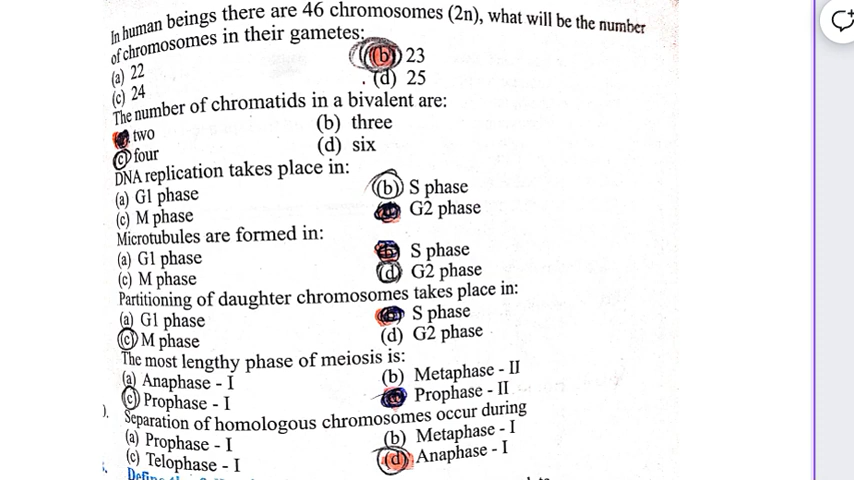 In human beings there are 46 chromosomes (2n), what will be the number
of chromosomes in their gametes:
(a) 22 (b) 23
(c) 24 (d) 25
The number of chromatids in a bivalent are:
two (b) three
(c) four (d) six
DNA replication takes place in:
(a) G1 phase (b) S phase
(c) M phase G2 phase
Microtubules are formed in:
(a) G1 phase S phase
(c) M phase (d) G2 phase
Partitioning of daughter chromosomes takes place in:
(a) G1 phase S phase
(c) M phase (d) G2 phase
The most lengthy phase of meiosis is:
(a) Anaphase - I (b) Metaphase - II
(c) Prophase - I Prophase - II
). Separation of homologous chromosomes occur during
(a) Prophase - I (b) Metaphase - I
(c) Telophase - I (d) Anaphase - I